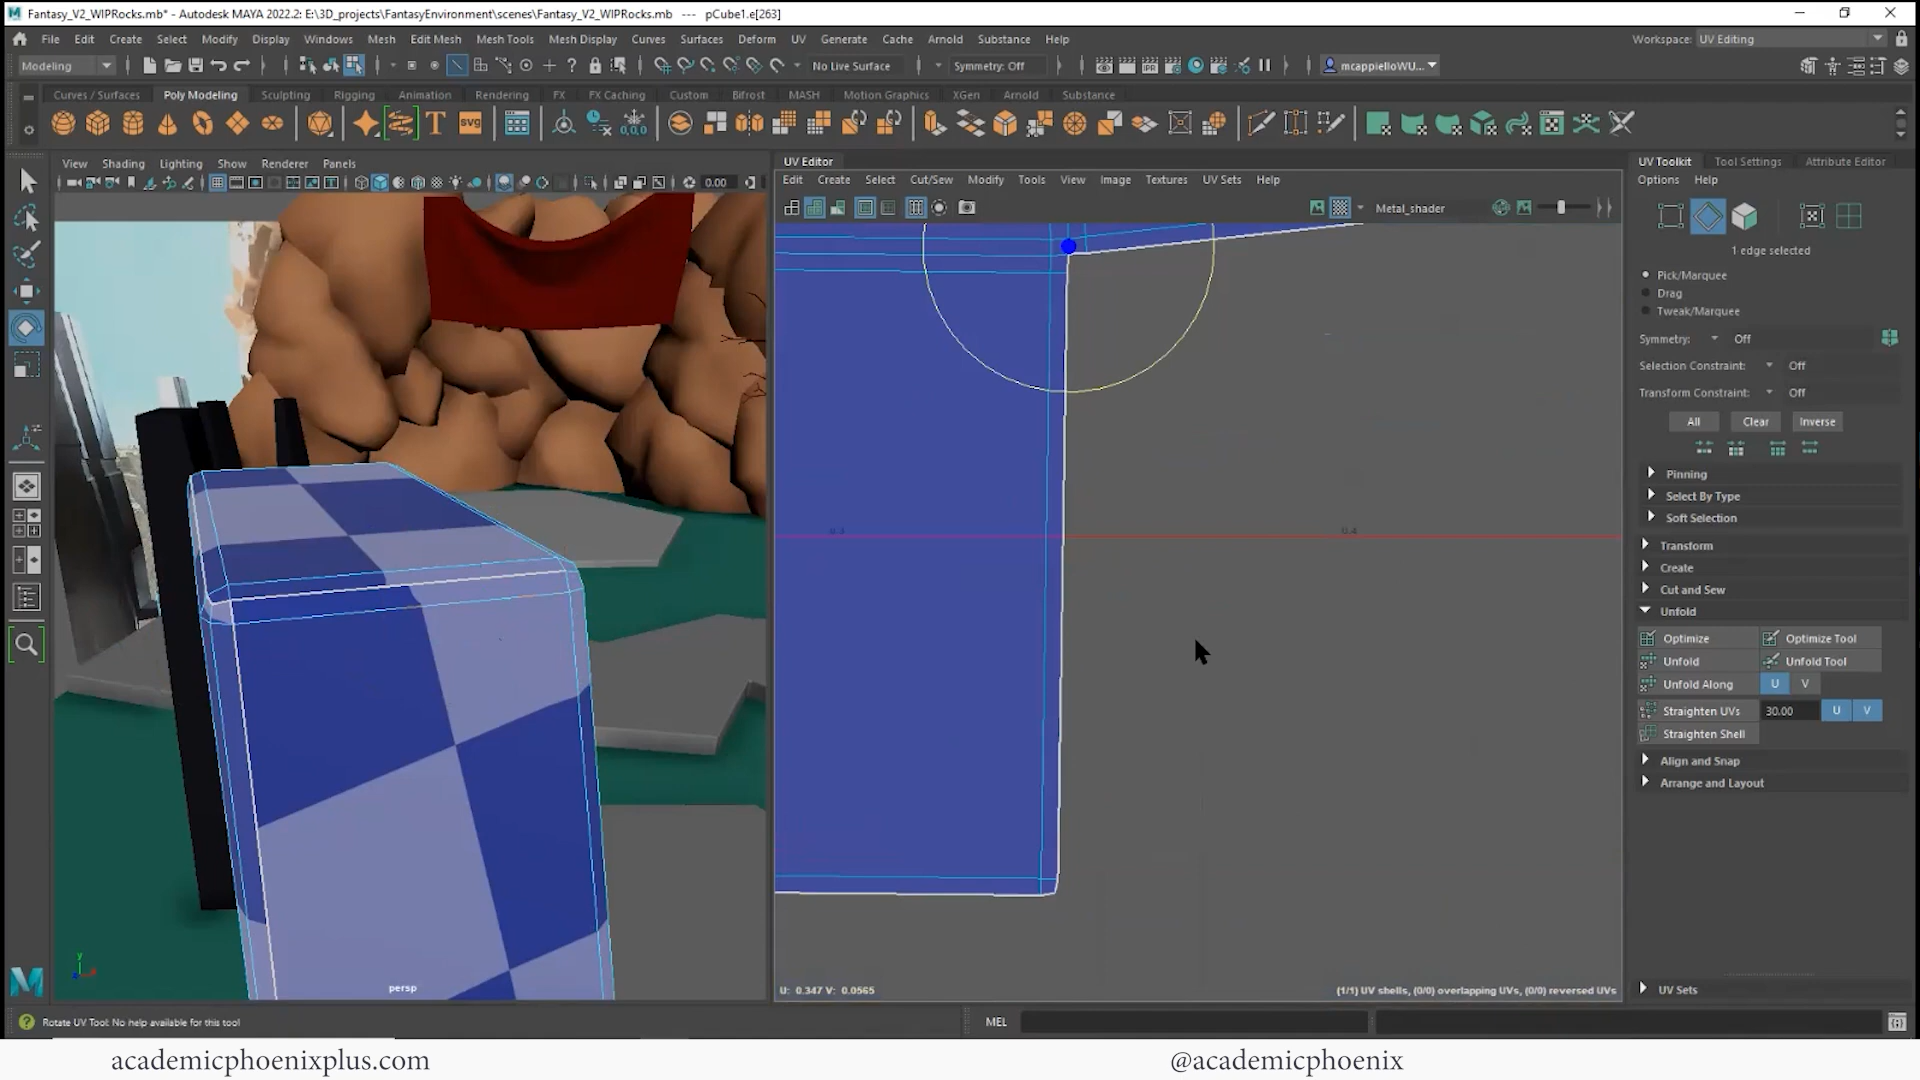 Fantasy_V2_WIPRocks.mb* - Autodesk MAYA 2022.2: E:\3D_projects\FantasyEnvironment\scenes\Fantasy_V2_WIPRocks.mb --- pCube1.e[263]
File Edit Create Select Modify Display Windows Mesh Edit Mesh Mesh Tools Mesh Display Curves Surfaces Deform UV Generate Cache Arnold Substance Help
Workspace: UV Editing
Modeling
No Live Surface
Symmetry: Off
mcappielloWU...
Curves / Surfaces Poly Modeling Sculpting Rigging Animation Rendering FX FX Caching Custom Bifrost MASH Motion Graphics XGen Arnold Substance
View Shading Lighting Show Renderer Panels
0.00
UV Editor
Edit Create Select Cut/Sew Modify Tools View Image Textures UV Sets Help
Metal_shader
UV Toolkit Tool Settings Attribute Editor
Options Help
1 edge selected
Pick/Marquee
Drag
Tweak/Marquee
Symmetry: Off
Selection Constraint: Off
Transform Constraint: Off
All Clear Inverse
Pinning
Select By Type
Soft Selection
Transform
Create
Cut and Sew
Unfold
Optimize Optimize Tool
Unfold Unfold Tool
Unfold Along U V
Straighten UVs 30.00 U V
Straighten Shell
Align and Snap
Arrange and Layout
UV Sets
0.3
0.4
y
persp
U: 0.347 V: 0.0565
(1/1) UV shells, (0/0) overlapping UVs, (0/0) reversed UVs
Rotate UV Tool: No help available for this tool
MEL
academicphoenixplus.com
@academicphoenix